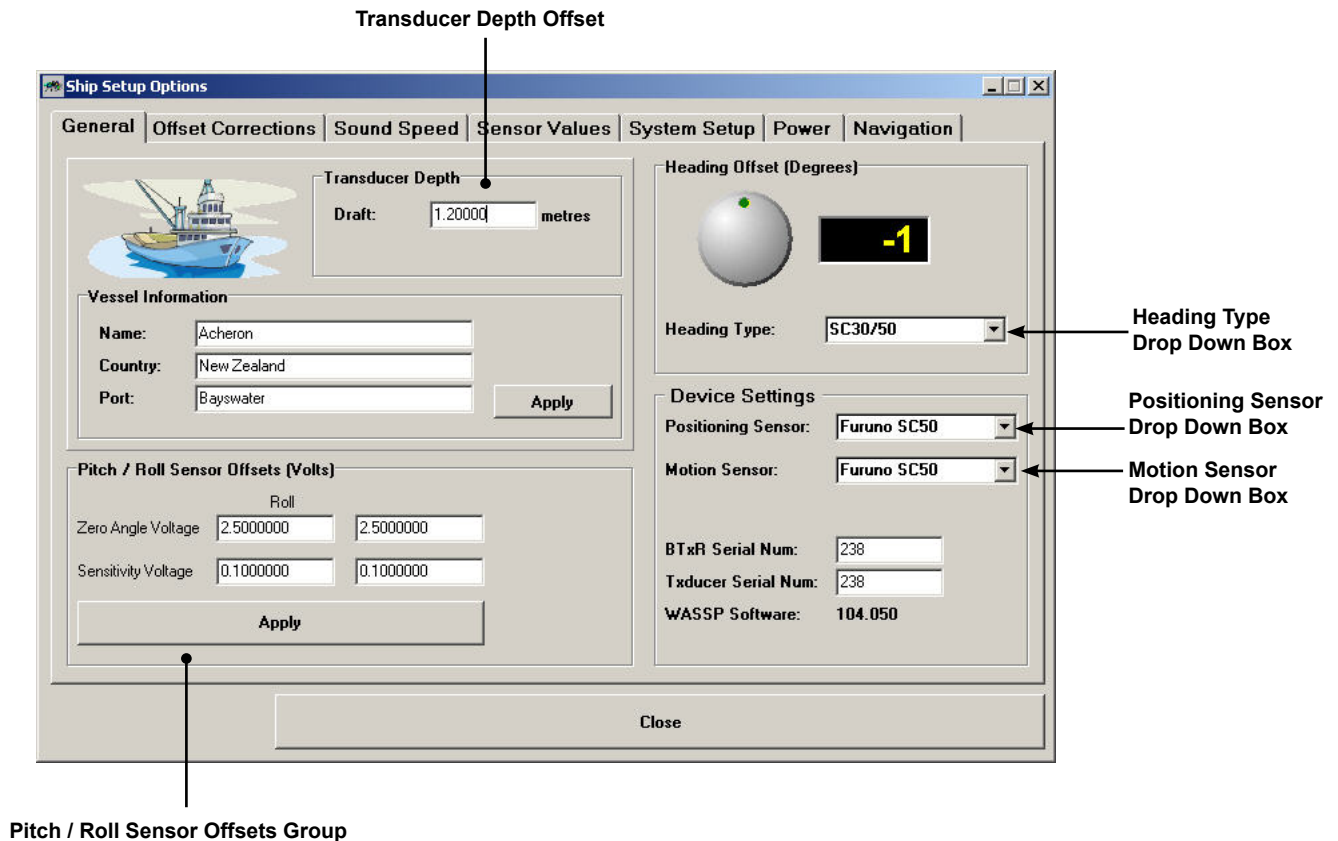 Transducer Depth Offset
Ship Setup Options
General Offset Corrections Sound Speed Sensor Values System Setup Power Navigation
Transducer Depth
Draft: 1.20000 metres
Vessel Information
Name: Acheron
Country: New Zealand
Port: Bayswater
Apply
Pitch / Roll Sensor Offsets (Volts)
Roll
Zero Angle Voltage 2.5000000 2.5000000
Sensitivity Voltage 0.1000000 0.1000000
Apply
Heading Offset (Degrees)
-1
Heading Type: SC30/50
Device Settings
Positioning Sensor: Furuno SC50
Motion Sensor: Furuno SC50
BTxR Serial Num: 238
Txducer Serial Num: 238
WASSP Software: 104.050
Close
Heading Type
Drop Down Box
Positioning Sensor
Drop Down Box
Motion Sensor
Drop Down Box
Pitch / Roll Sensor Offsets Group